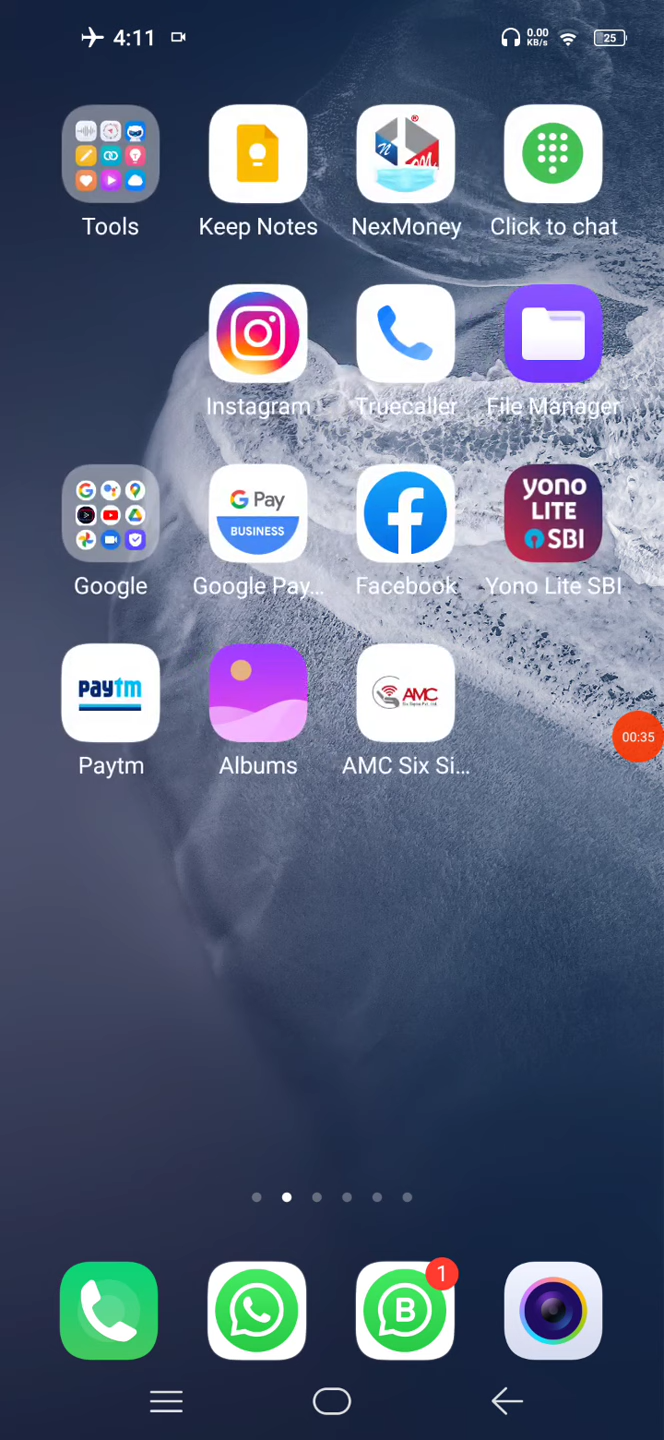 4:11
0.00
KB/s
25
Tools
Keep Notes
NexMoney
Click to chat
Instagram
Truecaller
File Manager
G Pay
BUSINESS
yono
LITE
SBI
Google
Google Pay...
Facebook
Yono Lite SBI
paytm
AMC
00:35
Paytm
Albums
AMC Six Si...
1
B